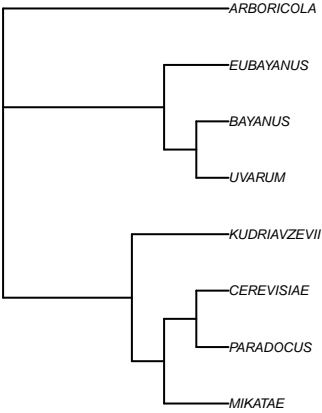 ARBORICOLA
EUBAYANUS
BAYANUS
UVARUM
KUDRIAVZEVII
CEREVISIAE
PARADOCUS
MIKATAE